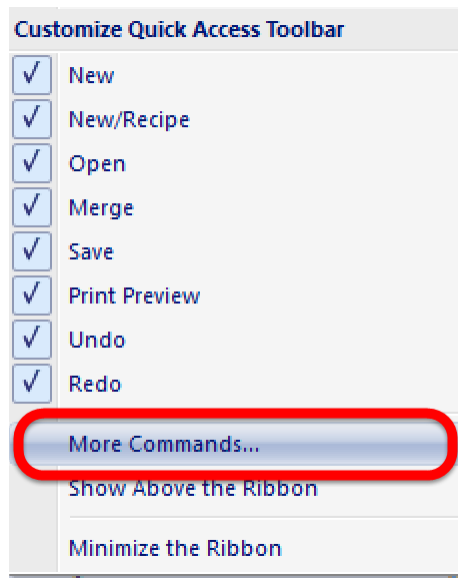 Customize Quick Access Toolbar
New
New/Recipe
Open
Merge
Save
Print Preview
Undo
Redo
More Commands...
Show Above the Ribbon
Minimize the Ribbon